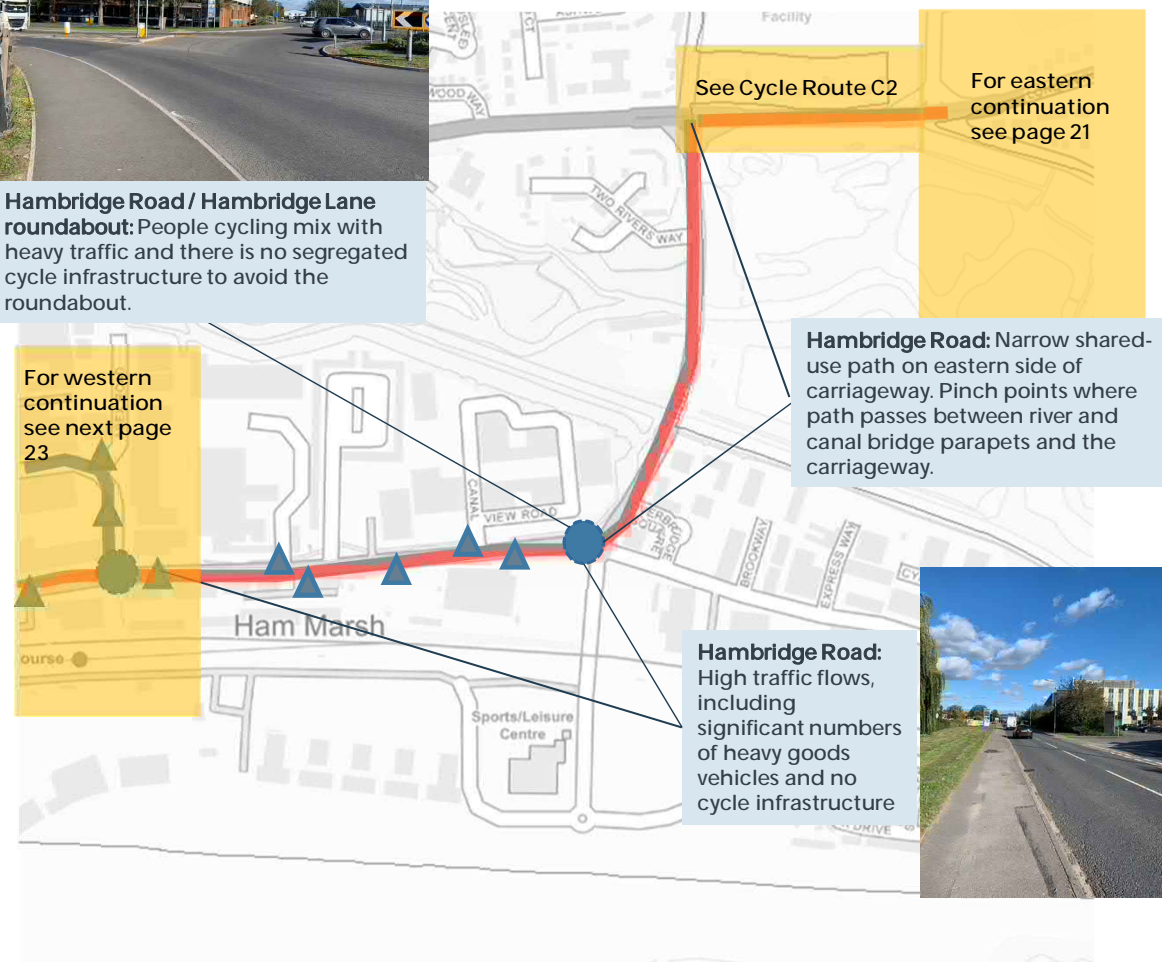 Facility
See Cycle Route C2
For eastern
continuation
see page 21
WOOD WAY
TWO RIVERS WAY
Hambridge Road / Hambridge Lane
roundabout: People cycling mix with
heavy traffic and there is no segregated
cycle infrastructure to avoid the
roundabout.
Hambridge Road: Narrow shared-
use path on eastern side of
carriageway. Pinch points where
path passes between river and
canal bridge parapets and the
carriageway.
For western
continuation
see next page
23
CANAL
VIEW ROAD
BROOKWAY
EXPRESS WAY
Ham Marsh
ourse
Sports/Leisure
Centre
Hambridge Road:
High traffic flows,
including
significant numbers
of heavy goods
vehicles and no
cycle infrastructure
DRIVE